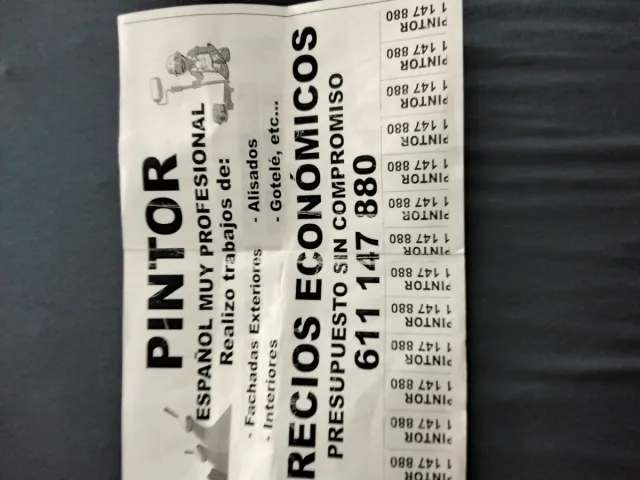 PINTOR
ESPAÑOL MUY PROFESIONAL
Realizo trabajos de:
- Fachadas Exteriores - Alisados
- Interiores - Gotelé, etc...
RECIOS ECONÓMICOS
PRESUPUESTO SIN COMPROMISO
611 147 880
1 147 880
PINTOR
1 147 880
PINTOR
1 147 880
PINTOR
1 147 880
PINTOR
1 147 880
PINTOR
1 147 880
PINTOR
1 147 880
PINTOR
1 147 880
PINTOR
1 147 880
PINTOR
1 147 880
PINTOR
1 147 880
PINTOR
1 147 880
PINTOR
1 147 880